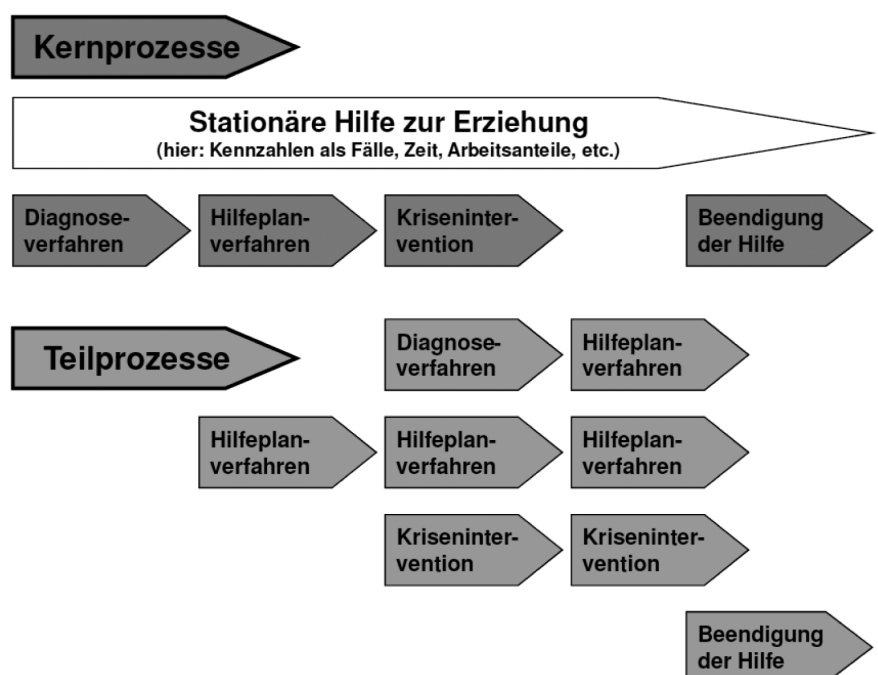 Kernprozesse
Stationäre Hilfe zur Erziehung
(hier: Kennzahlen als Fälle, Zeit, Arbeitsanteile, etc.)
Diagnose-
verfahren
Hilfeplan-
verfahren
Kriseninter-
vention
Beendigung
der Hilfe
Teilprozesse
Diagnose-
verfahren
Hilfeplan-
verfahren
Hilfeplan-
verfahren
Hilfeplan-
verfahren
Hilfeplan-
verfahren
Kriseninter-
vention
Kriseninter-
vention
Beendigung
der Hilfe